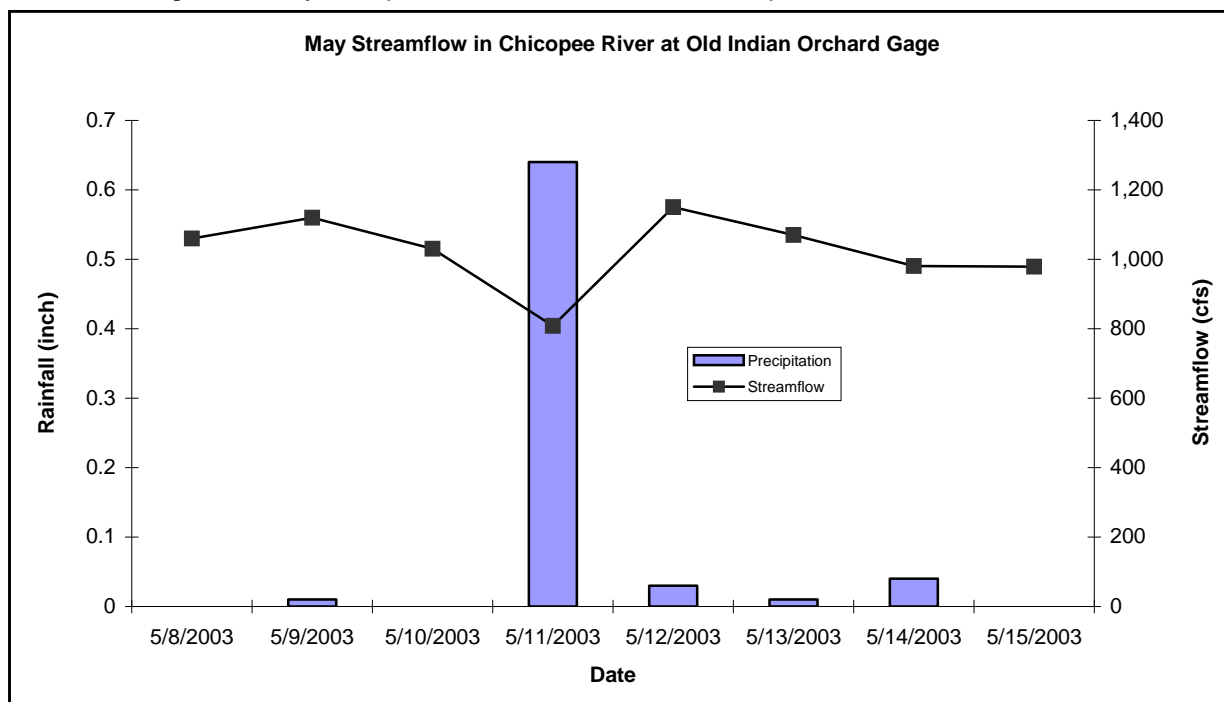 May Streamflow in Chicopee River at Old Indian Orchard Gage
0.7
0.6
0.5
0.4
0.3
0.2
0.1
0
Rainfall (inch)
1,400
1,200
1,000
800
600
400
200
0
Streamflow (cfs)
Precipitation
Streamflow
5/8/2003 5/9/2003 5/10/2003 5/11/2003 5/12/2003 5/13/2003 5/14/2003 5/15/2003
Date